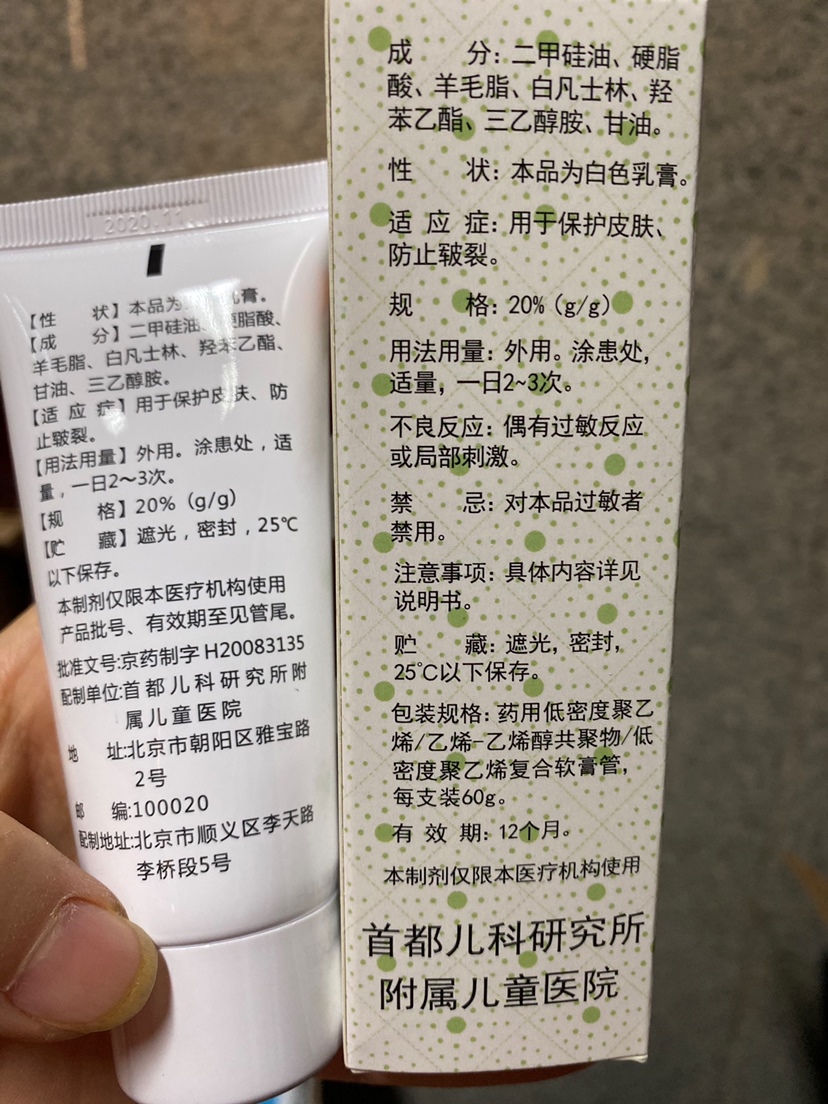 2020.11
【性 状】本品为 乳膏。
【成 分】二甲硅油、硬脂酸、
羊毛脂、白凡士林、羟苯乙酯、
甘油、三乙醇胺。
【适 应 症】用于保护皮肤、防
止皲裂。
【用法用量】外用。涂患处，适
量，一日2～3次。
【规 格】20%（g/g）
【贮 藏】遮光，密封，25℃
以下保存。
本制剂仅限本医疗机构使用
产品批号、有效期至见管尾。
批准文号:京药制字 H20083135
配制单位:首都儿科研究所附
属儿童医院
地 址:北京市朝阳区雅宝路
2号
邮 编:100020
配制地址:北京市顺义区李天路
李桥段5号
成 分：二甲硅油、硬脂
酸、羊毛脂、白凡士林、羟
苯乙酯、三乙醇胺、甘油。
性 状：本品为白色乳膏。
适 应 症：用于保护皮肤、
防止皲裂。
规 格：20%（g/g）
用法用量：外用。涂患处，
适量，一日2~3次。
不良反应：偶有过敏反应
或局部刺激。
禁 忌：对本品过敏者
禁用。
注意事项：具体内容详见
说明书。
贮 藏：遮光，密封，
25℃以下保存。
包装规格：药用低密度聚乙
烯/乙烯-乙烯醇共聚物/低
密度聚乙烯复合软膏管，
每支装60g。
有 效 期：12个月。
本制剂仅限本医疗机构使用
首都儿科研究所
附属儿童医院